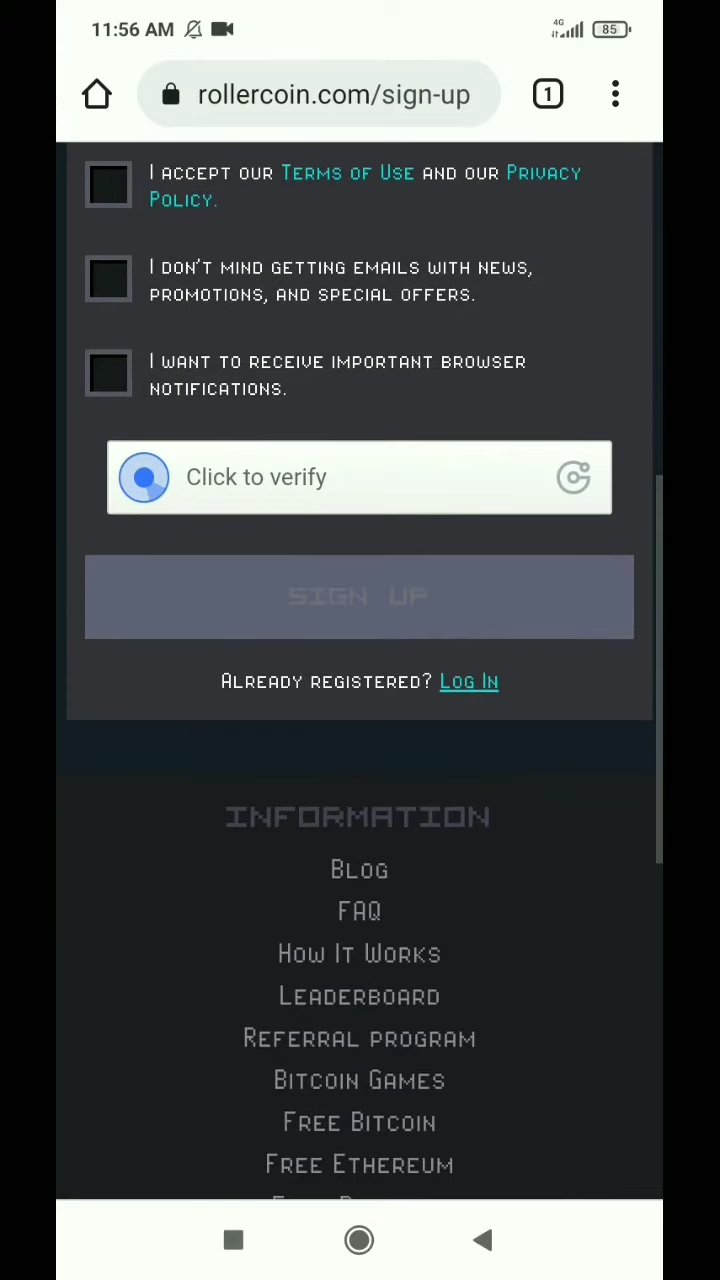 11:56 AM
4G
85
rollercoin.com/sign-up
1
I accept our Terms of Use and our Privacy
Policy.
I don't mind getting emails with news,
promotions, and special offers.
I want to receive important browser
notifications.
Click to verify
SIGN UP
Already registered? Log In
INFORMATION
Blog
FAQ
How It Works
Leaderboard
Referral program
Bitcoin Games
Free Bitcoin
Free Ethereum